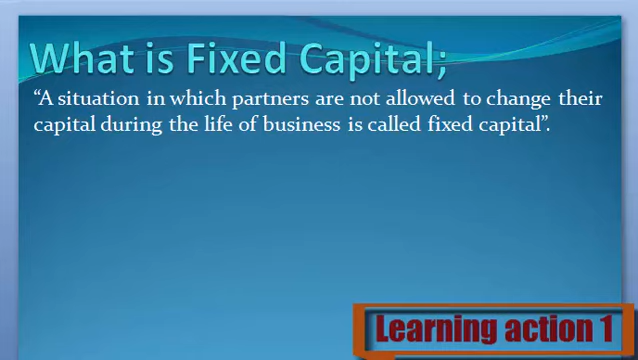 What is Fixed Capital;
“A situation in which partners are not allowed to change their
capital during the life of business is called fixed capital”.
Learning action 1